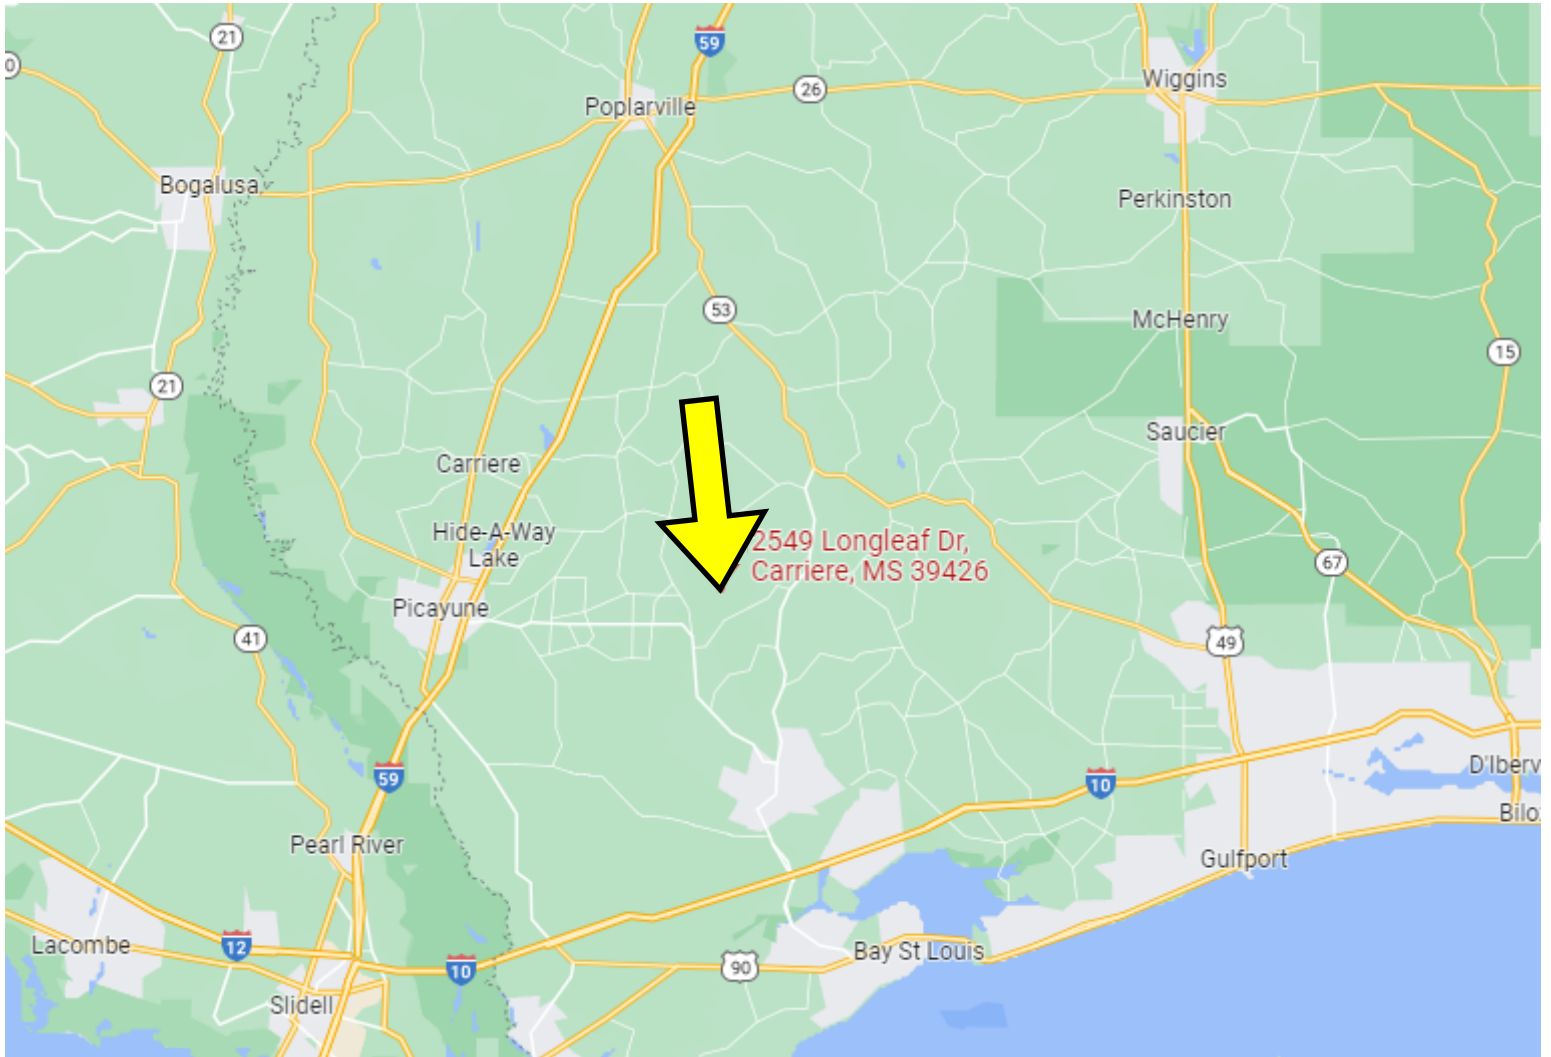 21
59
Wiggins
26
Poplarville
Bogalusa
Perkinston
53
McHenry
15
21
Saucier
Carriere
Hide-A-Way
Lake
2549 Longleaf Dr,
Carriere, MS 39426
67
Picayune
41
49
59
10
D'Iberv
Bilo
Pearl River
Gulfport
Lacombe
12
Bay St Louis
10
90
Slidell